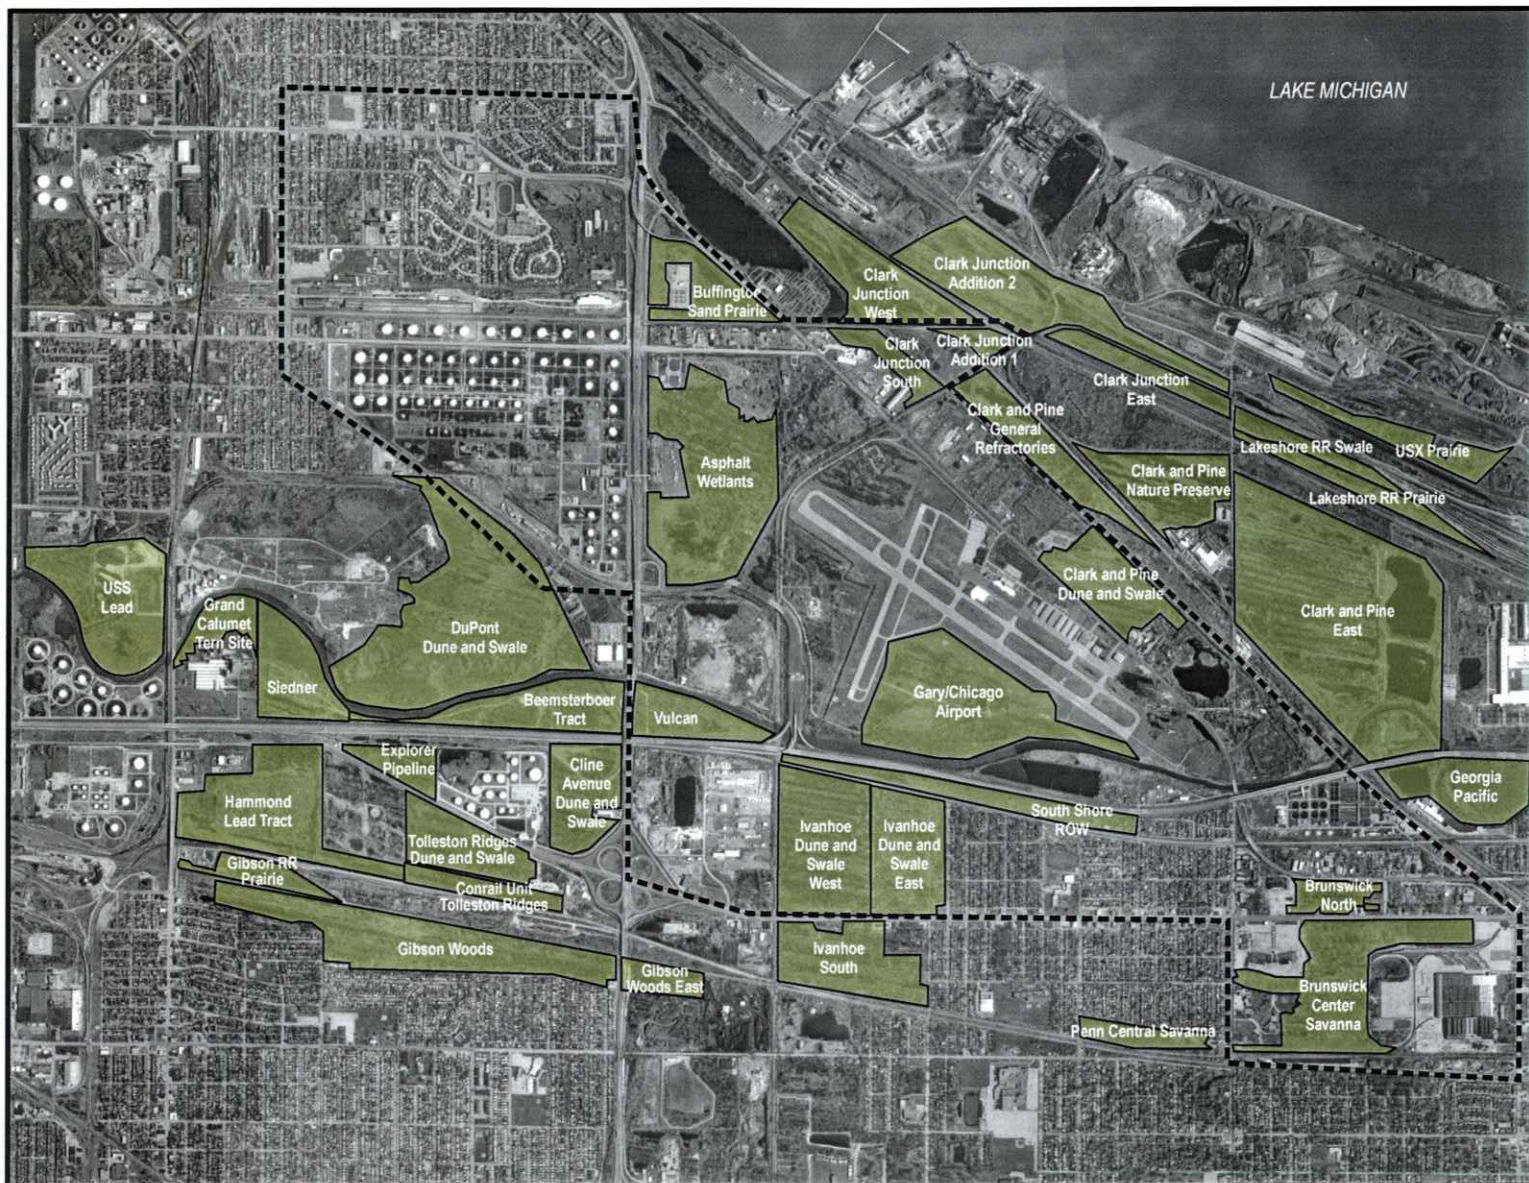 LAKE MICHIGAN
Clark Junction
Addition 2
Clark
Junction
West
Buffington
Sand Prairie
Clark Junction
Addition 1
Clark
Junction
South
Clark Junction
East
Clark and Pine
General
Refractories
Lakeshore RR Swale
USX Prairie
Asphalt
Wetlants
Clark and Pine
Nature Preserve
Lakeshore RR Prairie
USS
Lead
Clark and Pine
Dune and Swale
Grand
Calumet
Tern Site
Clark and Pine
East
DuPont
Dune and Swale
Siedner
Gary/Chicago
Airport
Beemsterboer
Tract
Vulcan
Explorer
Pipeline
Cline
Avenue
Dune and
Swale
Georgia
Pacific
Hammond
Lead Tract
South Shore
ROW
Ivanhoe
Dune and
Swale
West
Ivanhoe
Dune and
Swale
East
Tolleston Ridges
Dune and Swale
Gibson RR
Prairie
Conrail Unit
Tolleston Ridges
Brunswick
North
Gibson Woods
Ivanhoe
South
Gibson
Woods East
Brunswick
Center
Savanna
Penn Central Savanna